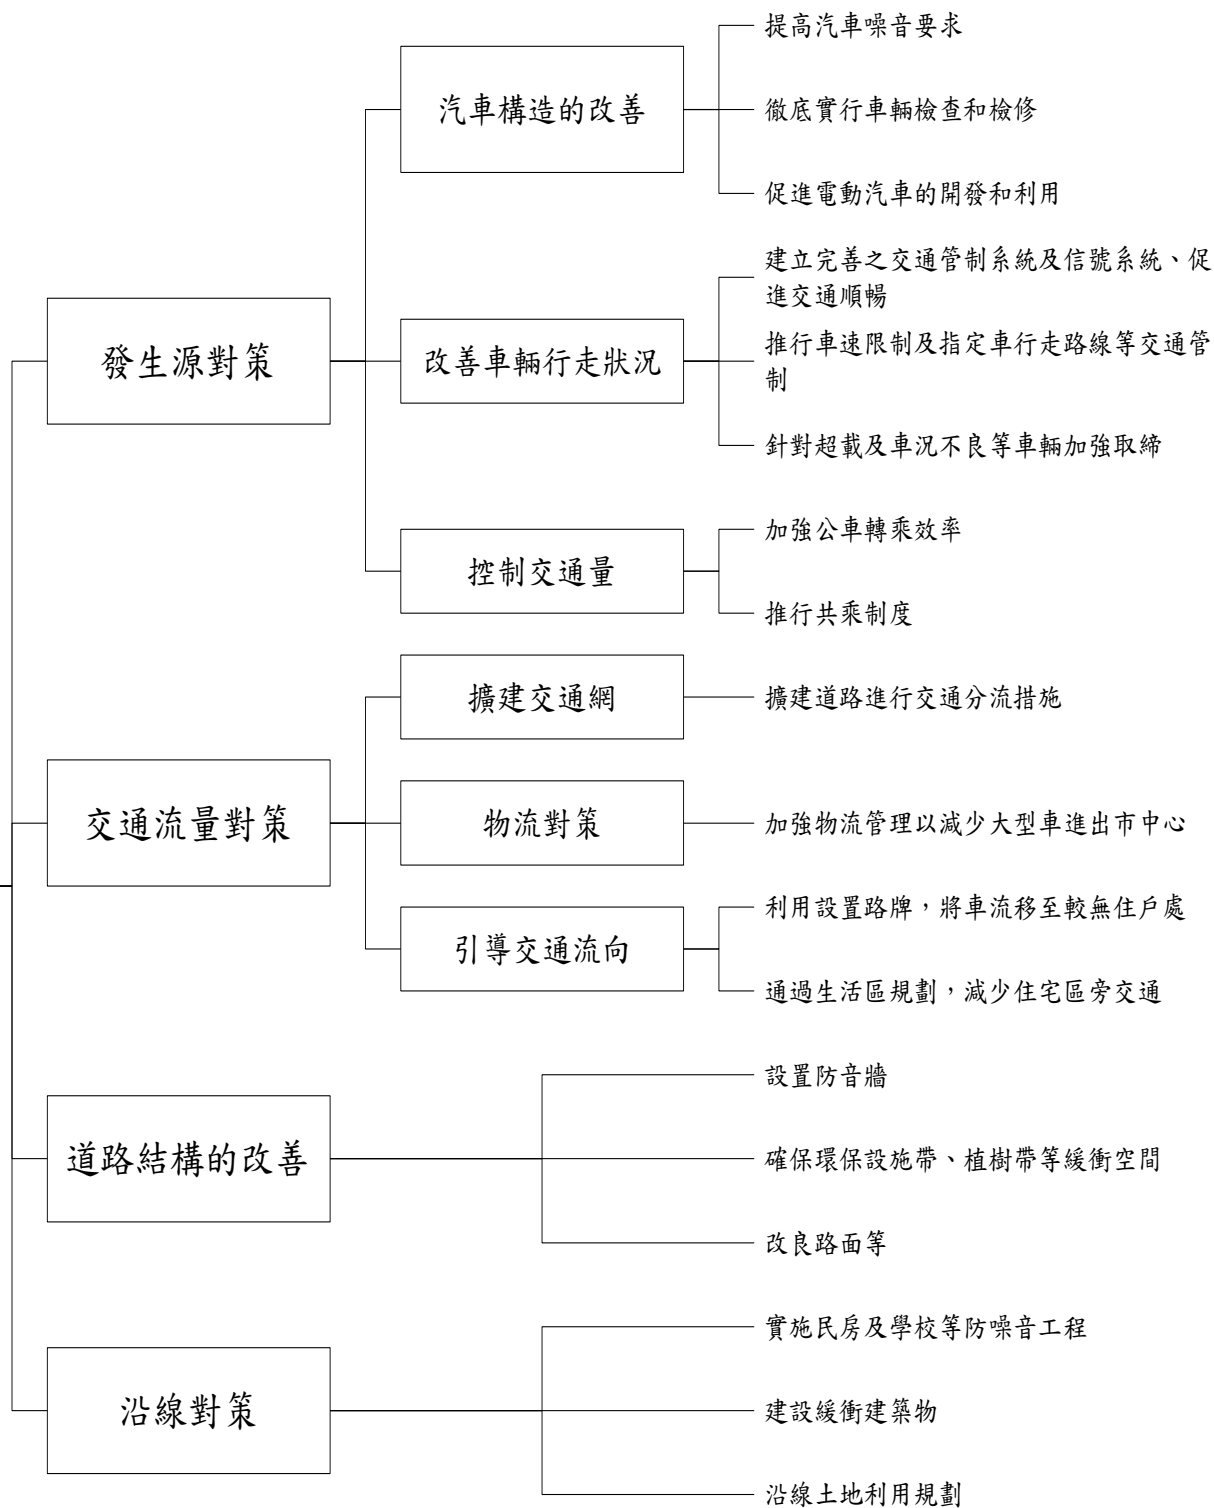 發生源對策
汽車構造的改善
提高汽車噪音要求
徹底實行車輛檢查和檢修
促進電動汽車的開發和利用
改善車輛行走狀況
建立完善之交通管制系統及信號系統、促
進交通順暢
推行車速限制及指定車行走路線等交通管
制
針對超載及車況不良等車輛加強取締
控制交通量
加強公車轉乘效率
推行共乘制度
交通流量對策
擴建交通網
擴建道路進行交通分流措施
物流對策
加強物流管理以減少大型車進出市中心
引導交通流向
利用設置路牌，將車流移至較無住戶處
通過生活區規劃，減少住宅區旁交通
道路結構的改善
設置防音牆
確保環保設施帶、植樹帶等緩衝空間
改良路面等
沿線對策
實施民房及學校等防噪音工程
建設緩衝建築物
沿線土地利用規劃